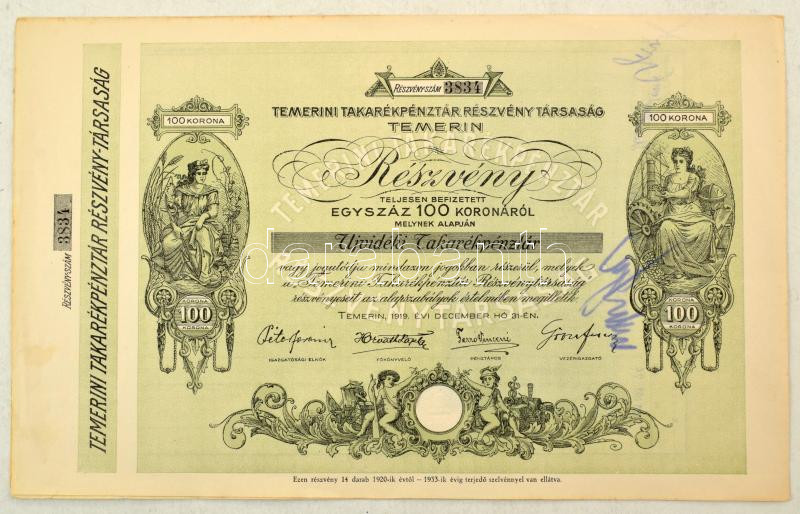 TEMERINI TAKARÉKPÉNZTÁR RÉSZVÉNY-TÁRSASÁG
RÉSZVÉNYSZÁM 3834
RÉSZVÉNYSZÁM 3834
100 KORONA
100 KORONA
TEMERINI TAKARÉKPÉNZTÁR RÉSZVÉNY TÁRSASÁG
TEMERIN
Részvény
TELJESEN BEFIZETETT
EGYSZÁZ 100 KORONÁRÓL
MELYNEK ALAPJÁN
Ujvidéki Takarékpénztár
vagy jogutódja mindazon jogokban részesül, melyek
a Temerini Takarékpénztár Részvénytársaság
részvényeseit az alapszabályok értelmében megilletik.
TEMERIN, 1919. ÉVI DECEMBER HÓ 31-ÉN.
KORONA
100
KORONA
KORONA
100
KORONA
IGAZGATÓSÁGI ELNÖK
FŐKÖNYVELŐ
PÉNZTÁROS
VEZÉRIGAZGATÓ
Ezen részvény 14 darab 1920-ik évtől - 1933-ik évig terjedő szelvénnyel van ellátva.